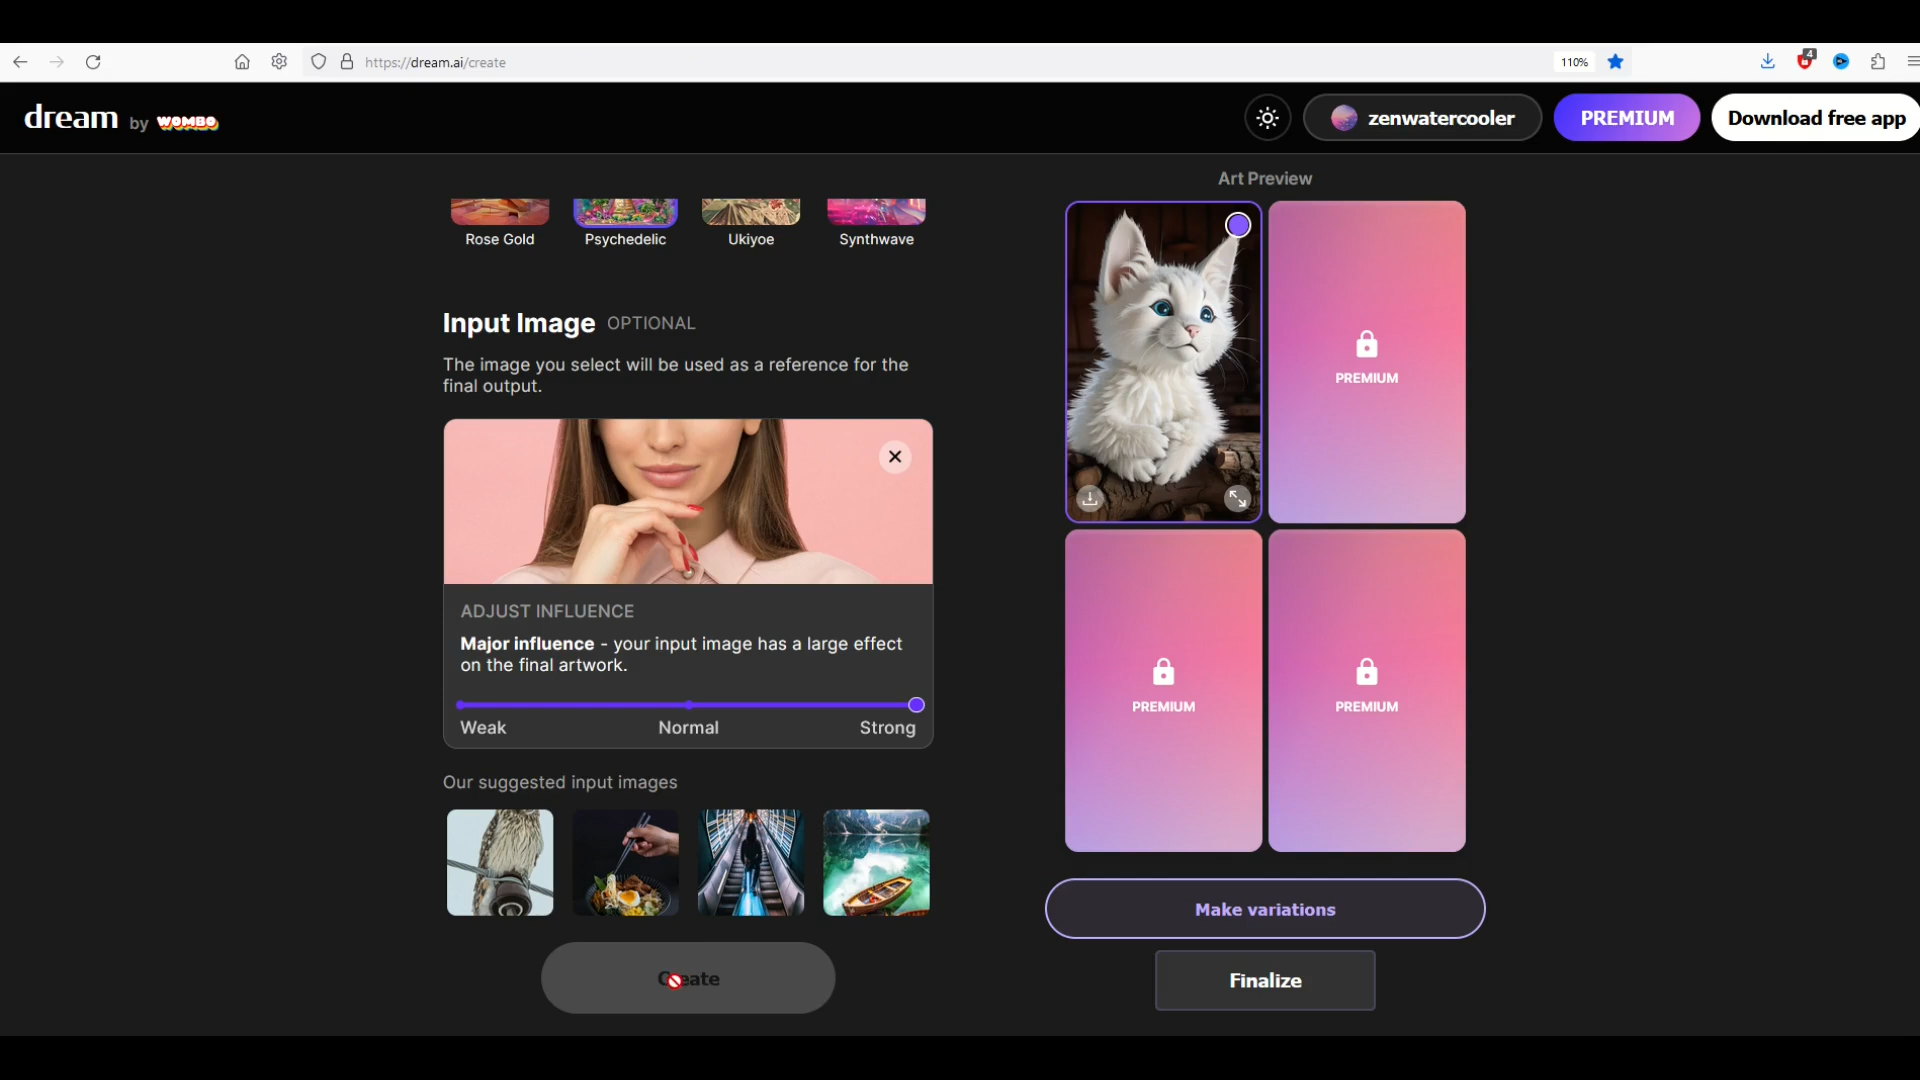 https://dream.ai/create
110%
4
dream by WOMBO
zenwatercooler
PREMIUM
Download free app
Art Preview
Rose Gold
Psychedelic
Ukiyoe
Synthwave
Input Image OPTIONAL
The image you select will be used as a reference for the
final output.
ADJUST INFLUENCE
Major influence - your input image has a large effect
on the final artwork.
Weak
Normal
Strong
Our suggested input images
Create
PREMIUM
PREMIUM
PREMIUM
Make variations
Finalize